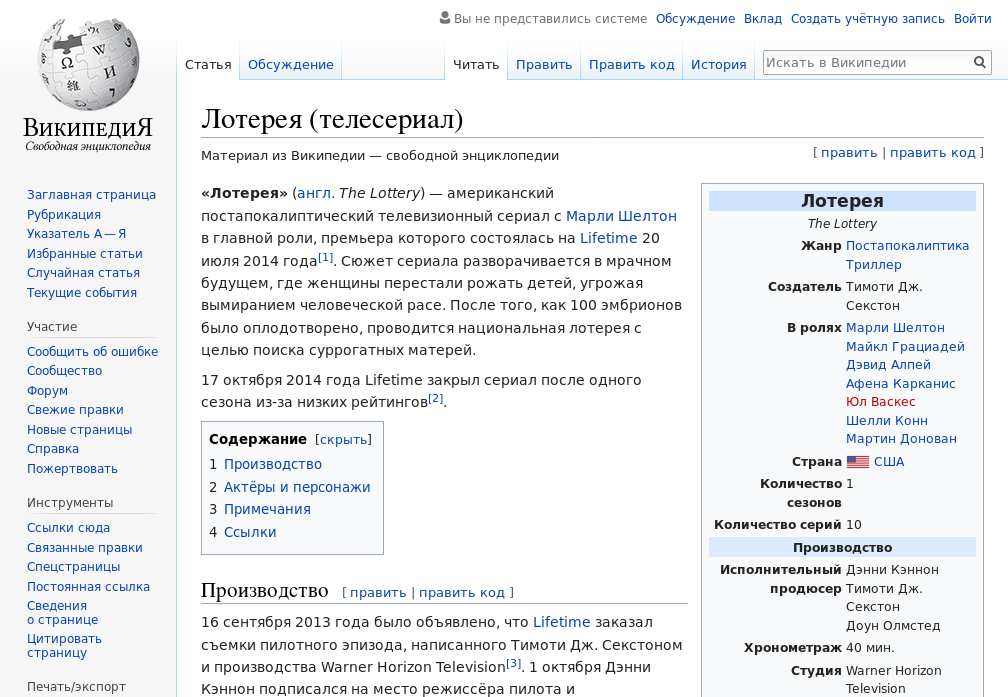 Вы не представились системе Обсуждение Вклад Создать учётную запись Войти
Статья Обсуждение Читать Править Править код История Искать в Википедии
ВикипедиЯ
Свободная энциклопедия
Заглавная страница
Рубрикация
Указатель А — Я
Избранные статьи
Случайная статья
Текущие события
Участие
Сообщить об ошибке
Сообщество
Форум
Свежие правки
Новые страницы
Справка
Пожертвовать
Инструменты
Ссылки сюда
Связанные правки
Спецстраницы
Постоянная ссылка
Сведения
о странице
Цитировать
страницу
Печать/экспорт
Лотерея (телесериал)
Материал из Википедии — свободной энциклопедии
[ править | править код ]
«Лотерея» (англ. The Lottery) — американский
постапокалиптический телевизионный сериал с Марли Шелтон
в главной роли, премьера которого состоялась на Lifetime 20
июля 2014 года[1]. Сюжет сериала разворачивается в мрачном
будущем, где женщины перестали рожать детей, угрожая
вымиранием человеческой расе. После того, как 100 эмбрионов
было оплодотворено, проводится национальная лотерея с
целью поиска суррогатных матерей.
17 октября 2014 года Lifetime закрыл сериал после одного
сезона из-за низких рейтингов[2].
Содержание [скрыть]
1 Производство
2 Актёры и персонажи
3 Примечания
4 Ссылки
Производство [ править | править код ]
16 сентября 2013 года было объявлено, что Lifetime заказал
съемки пилотного эпизода, написанного Тимоти Дж. Секстоном
и производства Warner Horizon Television[3]. 1 октября Дэнни
Кэннон подписался на место режиссёра пилота и
Лотерея
The Lottery
Жанр Постапокалиптика
Триллер
Создатель Тимоти Дж.
Секстон
В ролях Марли Шелтон
Майкл Грациадей
Дэвид Алпей
Афена Карканис
Юл Васкес
Шелли Конн
Мартин Донован
Страна США
Количество 1
сезонов
Количество серий 10
Производство
Исполнительный Дэнни Кэннон
продюсер Тимоти Дж.
Секстон
Доун Олмстед
Хронометраж 40 мин.
Студия Warner Horizon
Television